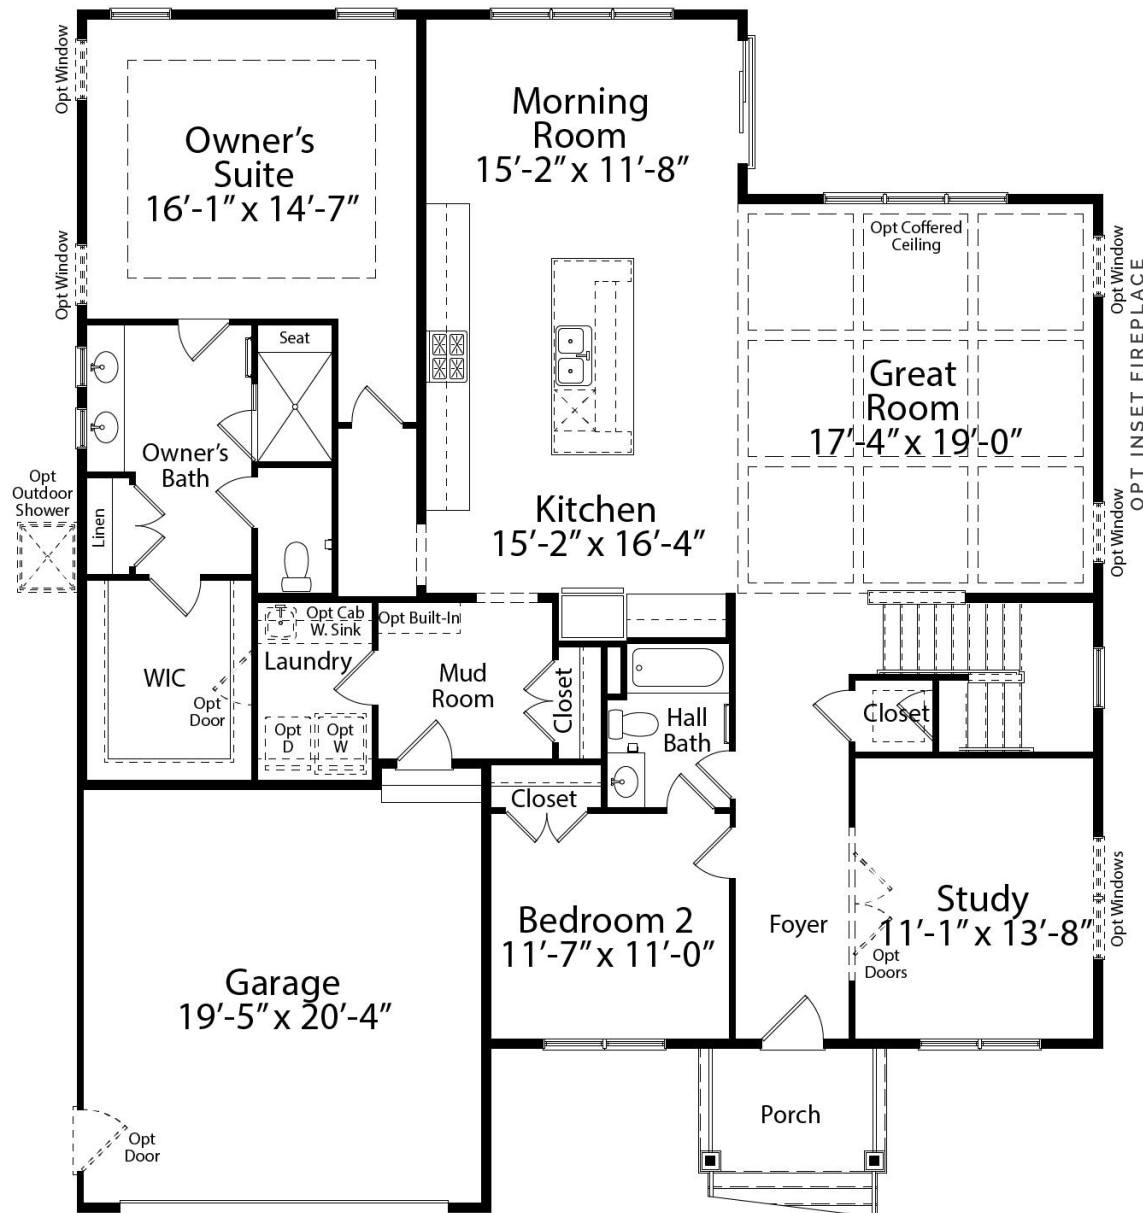 Opt Window
Owner's
Suite
16'-1" x 14'-7"
Morning
Room
15'-2" x 11'-8"
Opt Coffered
Ceiling
Opt Window
Opt Window
OPT INSET FIREPLACE
Seat
Great
Room
17'-4" x 19'-0"
Owner's
Bath
Opt
Outdoor
Shower
Linen
Kitchen
15'-2" x 16'-4"
Opt Window
Opt Cab
W. Sink
Opt Built-In
Laundry
WIC
Opt
Door
Mud
Room
Closet
Hall
Bath
Closet
Opt
D
Opt
W
Closet
Study
11'-1" x 13'-8"
Opt Windows
Bedroom 2
11'-7" x 11'-0"
Foyer
Opt
Doors
Garage
19'-5" x 20'-4"
Porch
Opt
Door